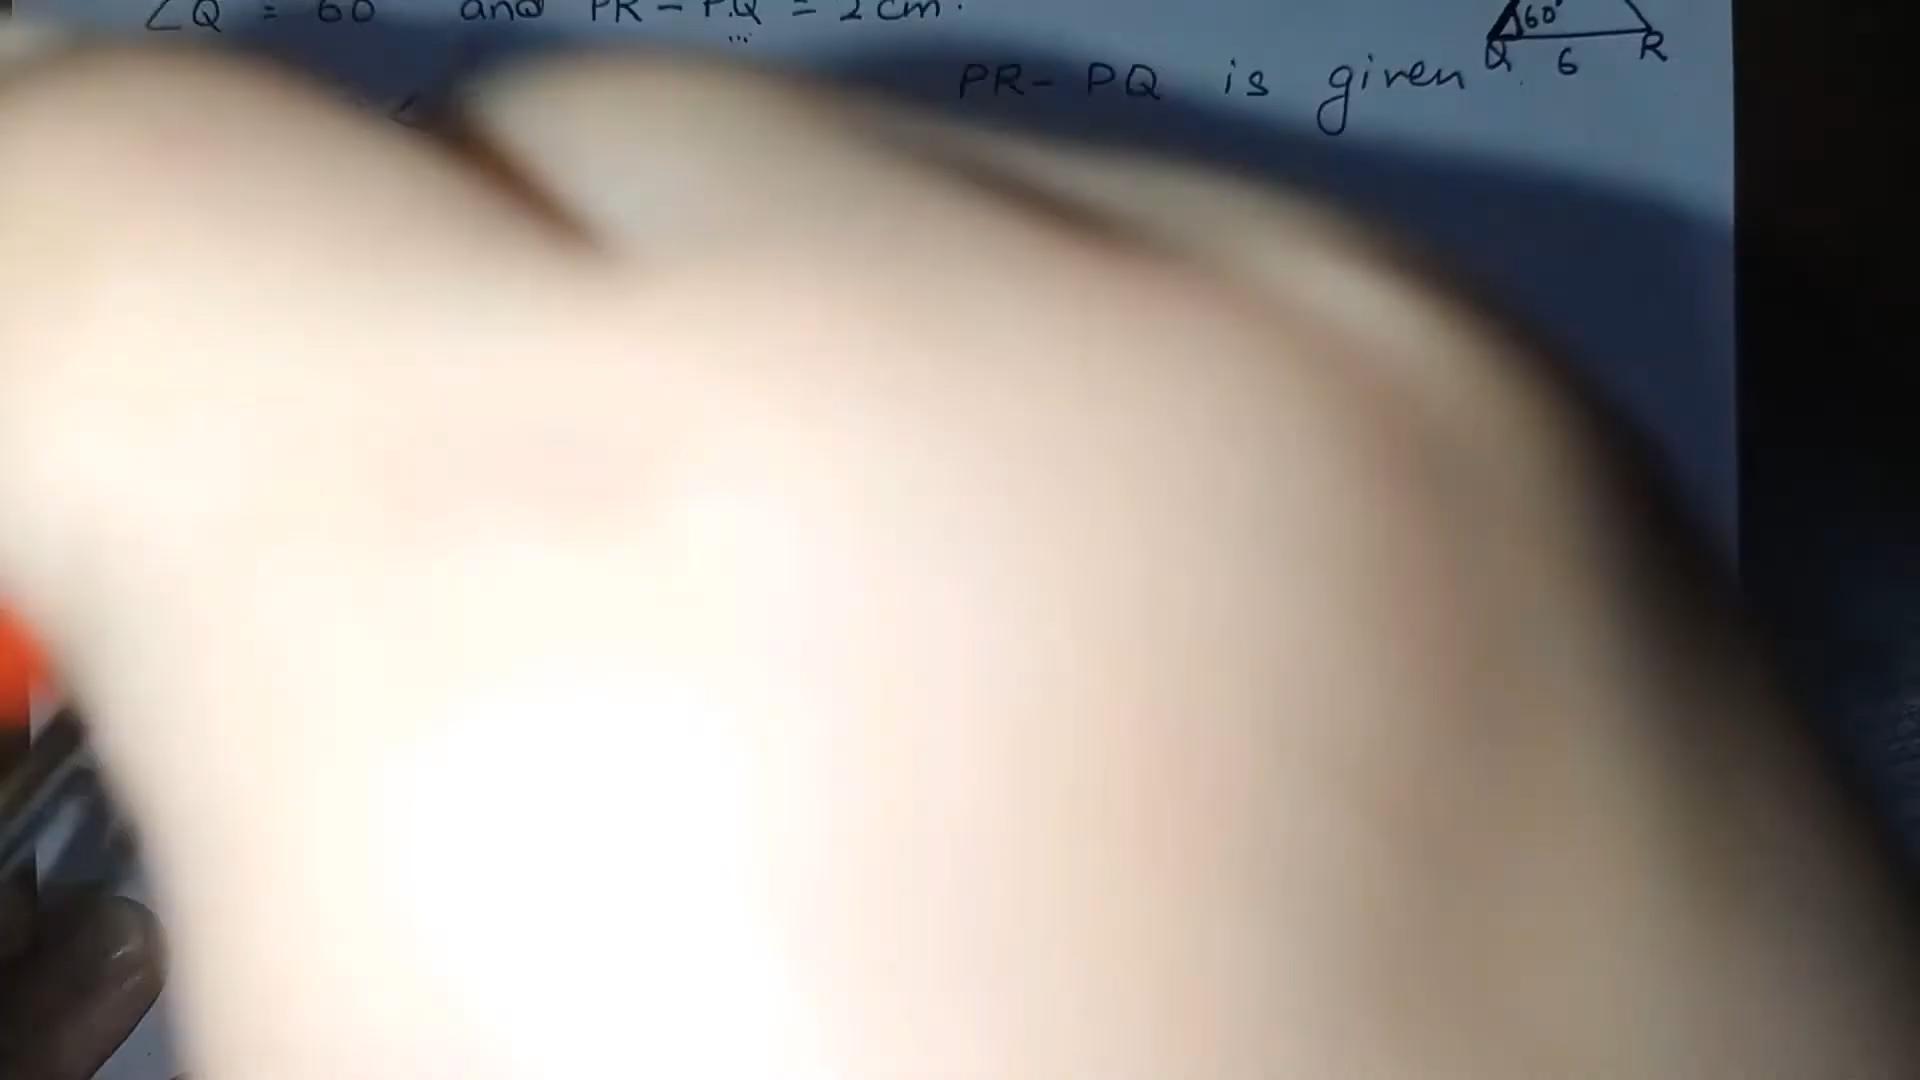 ∠Q = 60 and PR - PQ = 2 cm.
60°
Q 6 R
PR - PQ is given